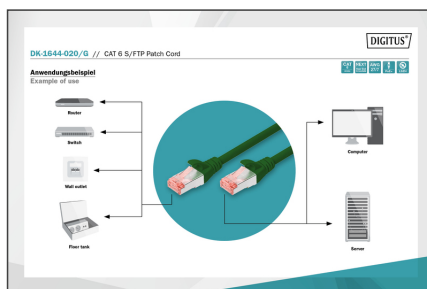 DIGITUS®
DK-1644-020/G // CAT 6 S/FTP Patch Cord
Anwendungsbeispiel
Example of use
Router
Switch
Wall outlet
Floor tank
Computer
Server